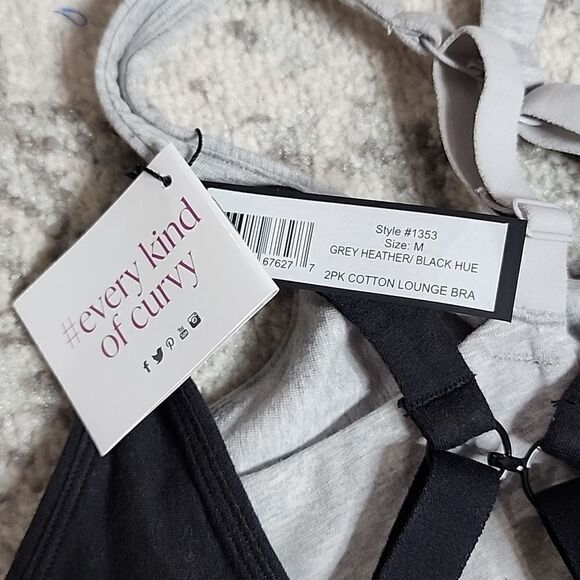 #every kind
of curvy
Style #1353
Size: M
GREY HEATHER/ BLACK HUE
67627 7
2PK COTTON LOUNGE BRA